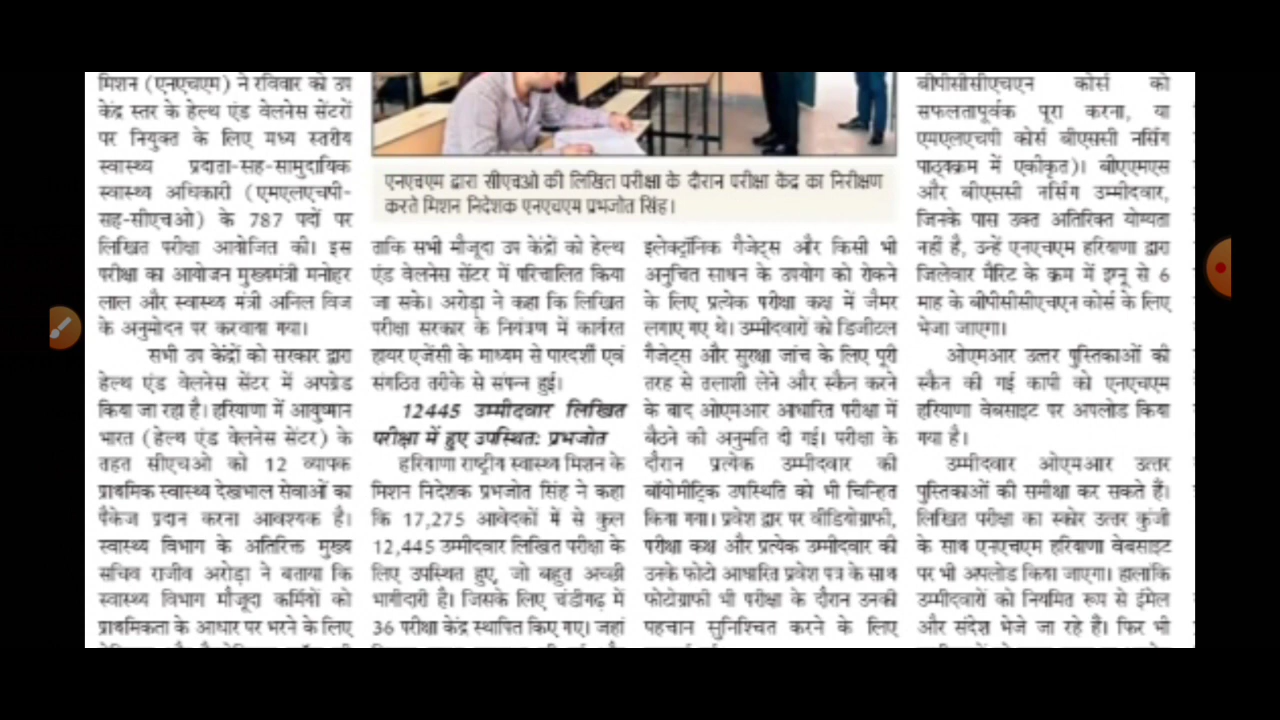 मिशन (एनएचएम) ने रविवार को उप
केंद्र स्तर के हेल्थ एंड वेलनेस सेंटरों
पर नियुक्त के लिए मध्य स्तरीय
स्वास्थ्य प्रदाता-सह-सामुदायिक
स्वास्थ्य अधिकारी (एमएलएचपी-
सह-सीएचओ) के 787 पदों पर
लिखित परीक्षा आयोजित की। इस
परीक्षा का आयोजन मुख्यमंत्री मनोहर
लाल और स्वास्थ्य मंत्री अनिल विज
के अनुमोदन पर करवाया गया।
सभी उप केंद्रों को सरकार द्वारा
हेल्थ एंड वेलनेस सेंटर में अपग्रेड
किया जा रहा है। हरियाणा में आयुष्मान
भारत (हेल्थ एंड वेलनेस सेंटर) के
तहत सीएचओ को 12 व्यापक
प्राथमिक स्वास्थ्य देखभाल सेवाओं का
पैकेज प्रदान करना आवश्यक है।
स्वास्थ्य विभाग के अतिरिक्त मुख्य
सचिव राजीव अरोड़ा ने बताया कि
स्वास्थ्य विभाग मौजूदा कर्मियों को
प्राथमिकता के आधार पर भरने के लिए
एनएचएम द्वारा सीएचओ की लिखित परीक्षा के दौरान परीक्षा केंद्र का निरीक्षण
करते मिशन निदेशक एनएचएम प्रभजोत सिंह।
ताकि सभी मौजूदा उप केंद्रों को हेल्थ
एंड वेलनेस सेंटर में परिचालित किया
जा सके। अरोड़ा ने कहा कि लिखित
परीक्षा सरकार के नियंत्रण में कार्यरत
हायर एजेंसी के माध्यम से पारदर्शी एवं
संगठित तरीके से संपन्न हुई।
12445 उम्मीदवार लिखित
परीक्षा में हुए उपस्थित: प्रभजोत
हरियाणा राष्ट्रीय स्वास्थ्य मिशन के
मिशन निदेशक प्रभजोत सिंह ने कहा
कि 17,275 आवेदकों में से कुल
12,445 उम्मीदवार लिखित परीक्षा के
लिए उपस्थित हुए, जो बहुत अच्छी
भागीदारी है। जिसके लिए चंडीगढ़ में
36 परीक्षा केंद्र स्थापित किए गए। जहां
इलेक्ट्रॉनिक गैजेट्स और किसी भी
अनुचित साधन के उपयोग को रोकने
के लिए प्रत्येक परीक्षा कक्ष में जैमर
लगाए गए थे। उम्मीदवारों को डिजीटल
गैजेट्स और सुरक्षा जांच के लिए पूरी
तरह से तलाशी लेने और स्कैन करने
के बाद ओएमआर आधारित परीक्षा में
बैठने की अनुमति दी गई। परीक्षा के
दौरान प्रत्येक उम्मीदवार की
बॉयोमीट्रिक उपस्थिति को भी चिन्हित
किया गया। प्रवेश द्वार पर वीडियोग्राफी,
परीक्षा कक्ष और प्रत्येक उम्मीदवार की
उनके फोटो आधारित प्रवेश पत्र के साथ
फोटोग्राफी भी परीक्षा के दौरान उनकी
पहचान सुनिश्चित करने के लिए
बीपीसीसीएचएन कोर्स को
सफलतापूर्वक पूरा करना, या
एमएलएचपी कोर्स बीएससी नर्सिंग
पाठ्यक्रम में एकीकृत)। बीएएमएस
और बीएससी नर्सिंग उम्मीदवार,
जिनके पास उक्त अतिरिक्त योग्यता
नहीं है, उन्हें एनएचएम हरियाणा द्वारा
जिलेवार मैरिट के क्रम में इग्नू से 6
माह के बीपीसीसीएचएन कोर्स के लिए
भेजा जाएगा।
ओएमआर उत्तर पुस्तिकाओं की
स्कैन की गई कापी को एनएचएम
हरियाणा वेबसाइट पर अपलोड किया
गया है।
उम्मीदवार ओएमआर उत्तर
पुस्तिकाओं की समीक्षा कर सकते हैं।
लिखित परीक्षा का स्कोर उत्तर कुंजी
के साथ एनएचएम हरियाणा वेबसाइट
पर भी अपलोड किया जाएगा। हालांकि
उम्मीदवारों को नियमित रूप से ईमेल
और संदेश भेजे जा रहे हैं। फिर भी